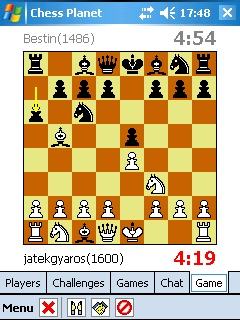 Chess Planet 17:48
Bestin(1486) 4:54
jatekgyaros(1600) 4:19
Players Challenges Games Chat Game
Menu